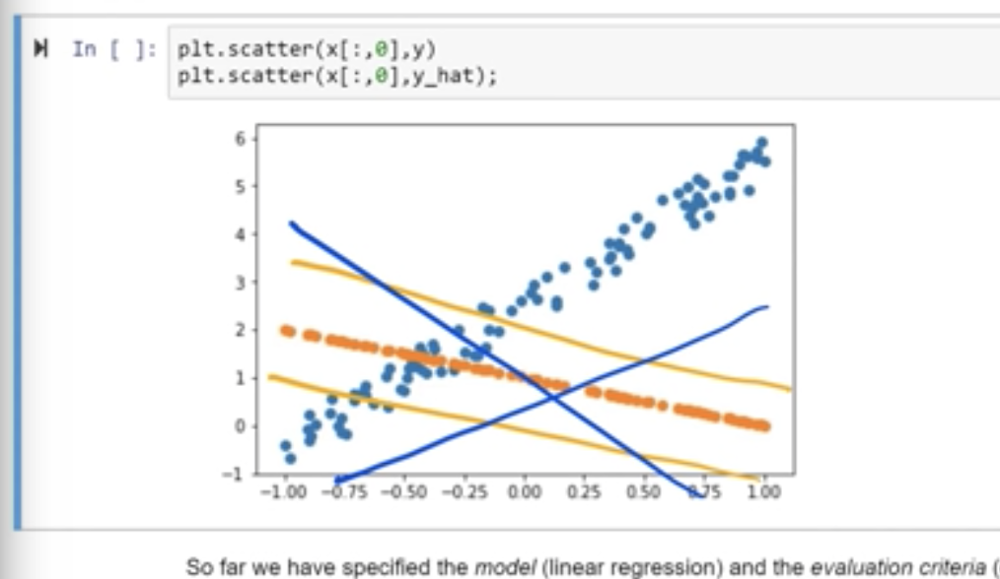 In [ ]: plt.scatter(x[:,0],y)
plt.scatter(x[:,0],y_hat);
6
5
4
3
2
1
0
−1
−1.00 −0.75 −0.50 −0.25 0.00 0.25 0.50 0.75 1.00
So far we have specified the model (linear regression) and the evaluation criteria (